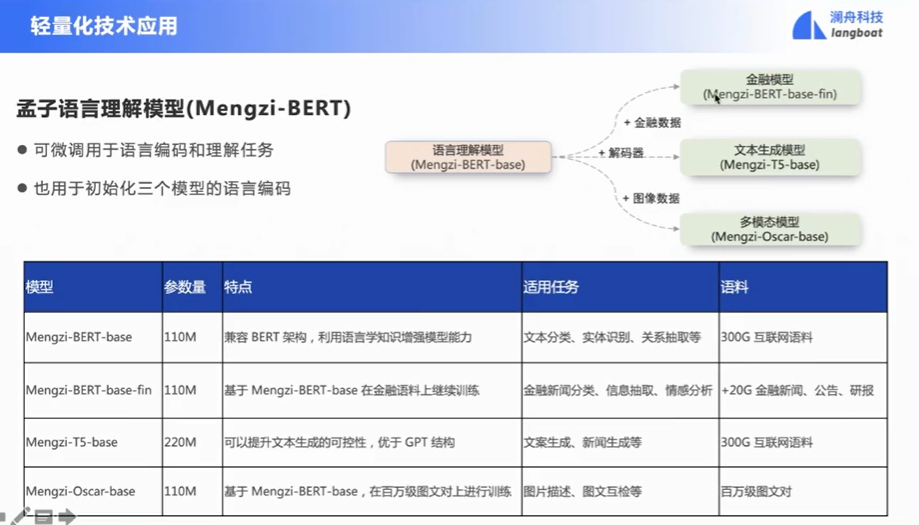 轻量化技术应用
澜舟科技
langboat
孟子语言理解模型(Mengzi-BERT)
● 可微调用于语言编码和理解任务
● 也用于初始化三个模型的语言编码
语言理解模型
(Mengzi-BERT-base)
+ 金融数据
+ 解码器
+ 图像数据
金融模型
(Mengzi-BERT-base-fin)
文本生成模型
(Mengzi-T5-base)
多模态模型
(Mengzi-Oscar-base)
模型 参数量 特点 适用任务 语料
Mengzi-BERT-base 110M 兼容 BERT 架构，利用语言学知识增强模型能力 文本分类、实体识别、关系抽取等 300G 互联网语料
Mengzi-BERT-base-fin 110M 基于 Mengzi-BERT-base 在金融语料上继续训练 金融新闻分类、信息抽取、情感分析 +20G 金融新闻、公告、研报
Mengzi-T5-base 220M 可以提升文本生成的可控性，优于 GPT 结构 文案生成、新闻生成等 300G 互联网语料
Mengzi-Oscar-base 110M 基于 Mengzi-BERT-base，在百万级图文对上进行训练 图片描述、图文互检等 百万级图文对